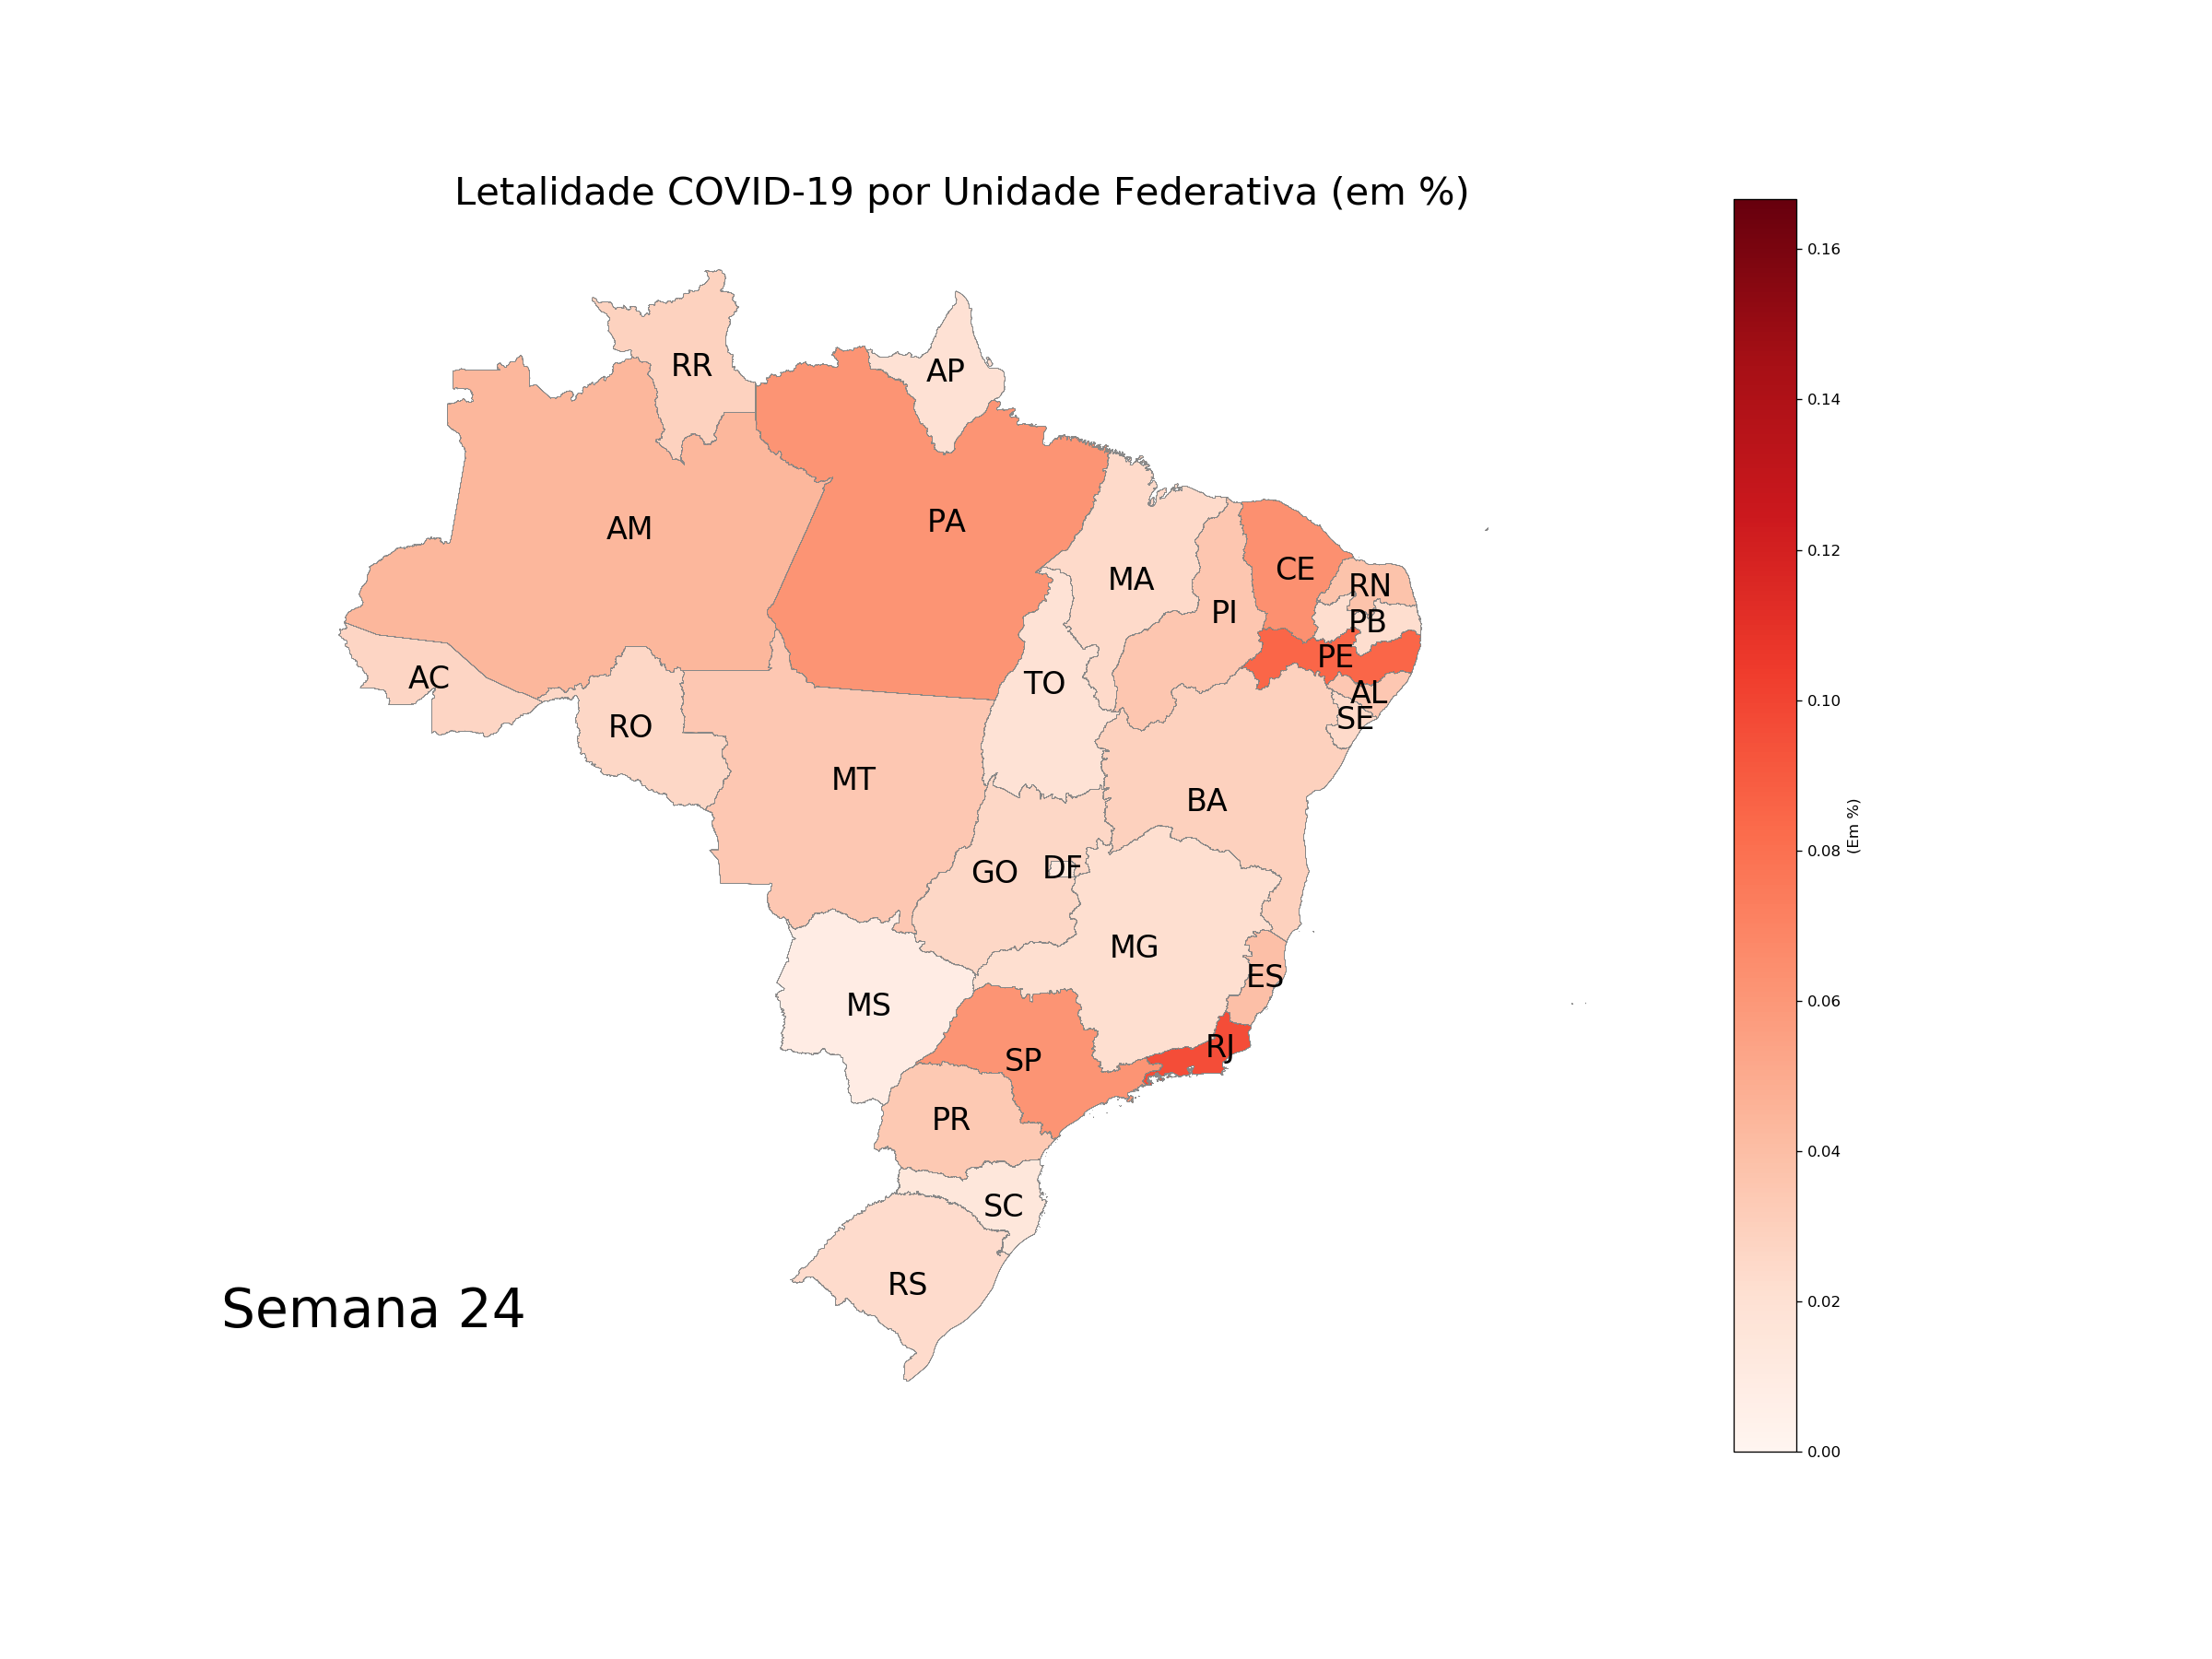 Letalidade COVID-19 por Unidade Federativa (em %)
0.16
0.14
0.12
0.10
0.08
0.06
0.04
0.02
0.00
(Em %)
RR
AP
AM
PA
MA
CE
RN
PI
PB
PE
AC
TO
AL
SE
RO
MT
BA
GO
DF
MG
ES
MS
RJ
SP
PR
SC
RS
Semana 24